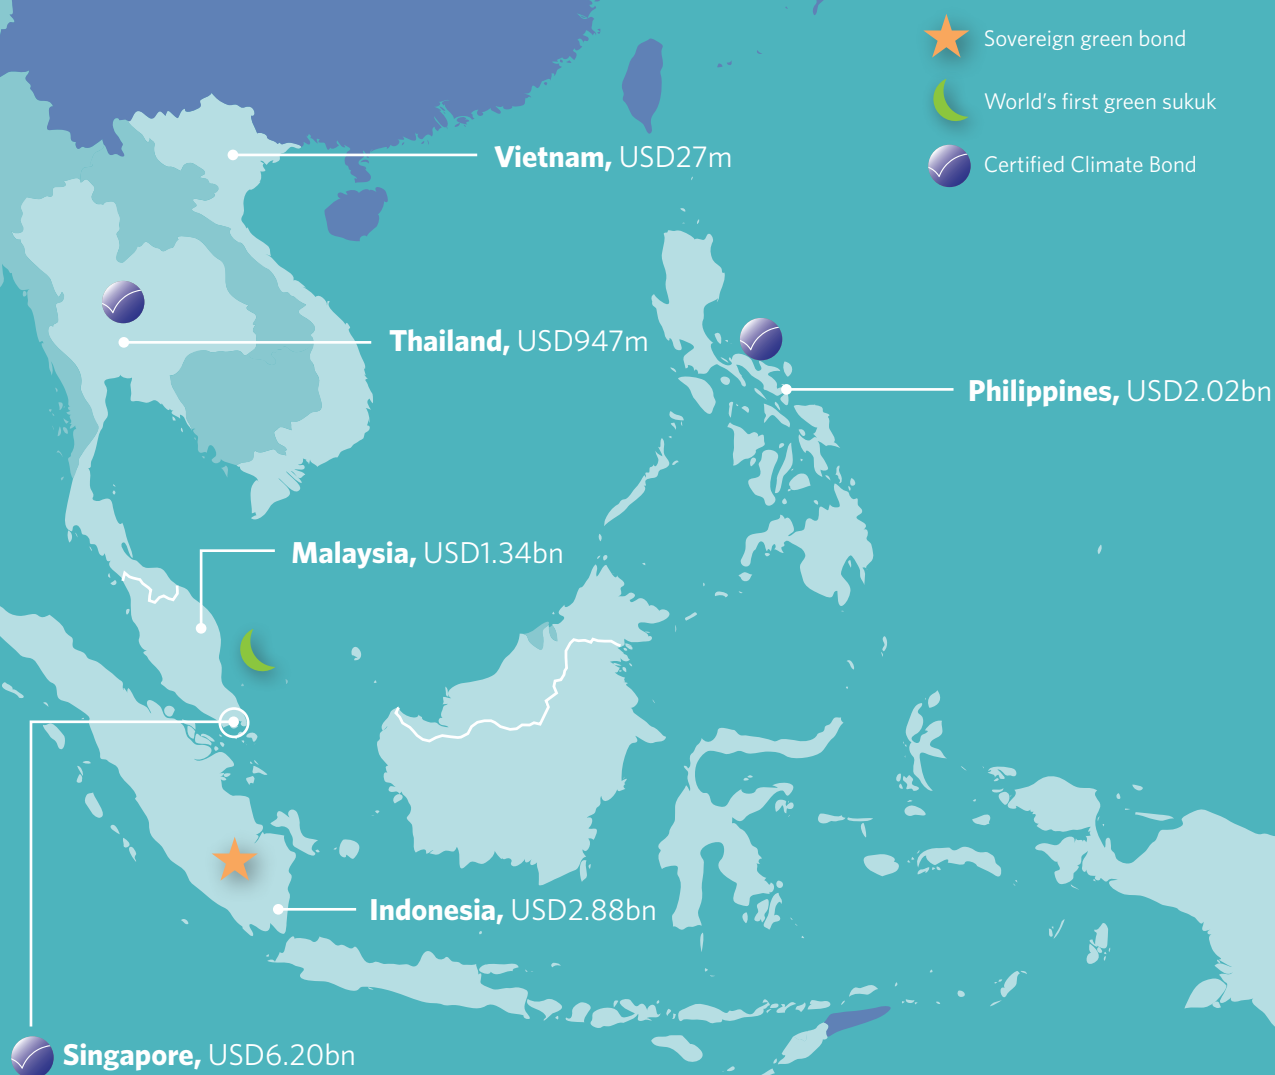 Sovereign green bond
World's first green sukuk
Certified Climate Bond
Vietnam, USD27m
Thailand, USD947m
Philippines, USD2.02bn
Malaysia, USD1.34bn
Indonesia, USD2.88bn
Singapore, USD6.20bn